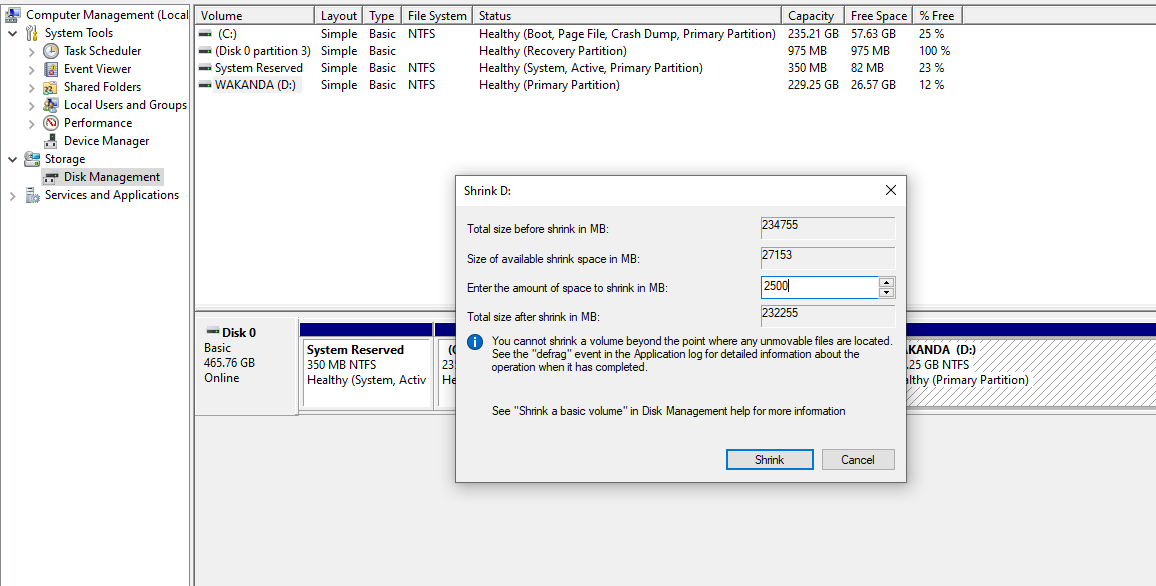 Computer Management (Local
System Tools
Task Scheduler
Event Viewer
Shared Folders
Local Users and Groups
Performance
Device Manager
Storage
Disk Management
Services and Applications
Volume Layout Type File System Status Capacity Free Space % Free
(C:) Simple Basic NTFS Healthy (Boot, Page File, Crash Dump, Primary Partition) 235.21 GB 57.63 GB 25 %
(Disk 0 partition 3) Simple Basic Healthy (Recovery Partition) 975 MB 975 MB 100 %
System Reserved Simple Basic NTFS Healthy (System, Active, Primary Partition) 350 MB 82 MB 23 %
WAKANDA (D:) Simple Basic NTFS Healthy (Primary Partition) 229.25 GB 26.57 GB 12 %
Shrink D:
Total size before shrink in MB: 234755
Size of available shrink space in MB: 27153
Enter the amount of space to shrink in MB: 2500
Total size after shrink in MB: 232255
You cannot shrink a volume beyond the point where any unmovable files are located.
See the "defrag" event in the Application log for detailed information about the
operation when it has completed.
See "Shrink a basic volume" in Disk Management help for more information
Shrink Cancel
Disk 0
Basic
465.76 GB
Online
System Reserved
350 MB NTFS
Healthy (System, Activ
(C
23
He
KANDA (D:)
.25 GB NTFS
lthy (Primary Partition)